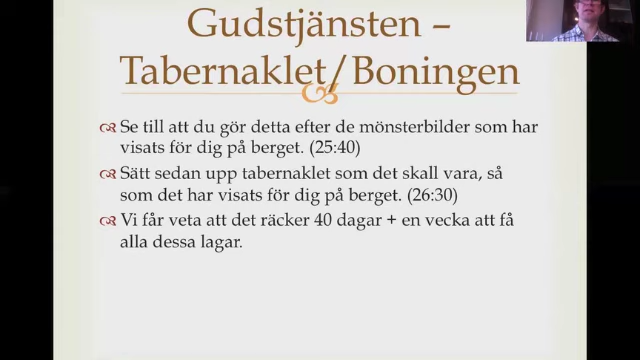 Gudstjänsten –
Tabernaklet/Boningen
Se till att du gör detta efter de mönsterbilder som har
visats för dig på berget. (25:40)
Sätt sedan upp tabernaklet som det skall vara, så
som det har visats för dig på berget. (26:30)
Vi får veta att det räcker 40 dagar + en vecka att få
alla dessa lagar.